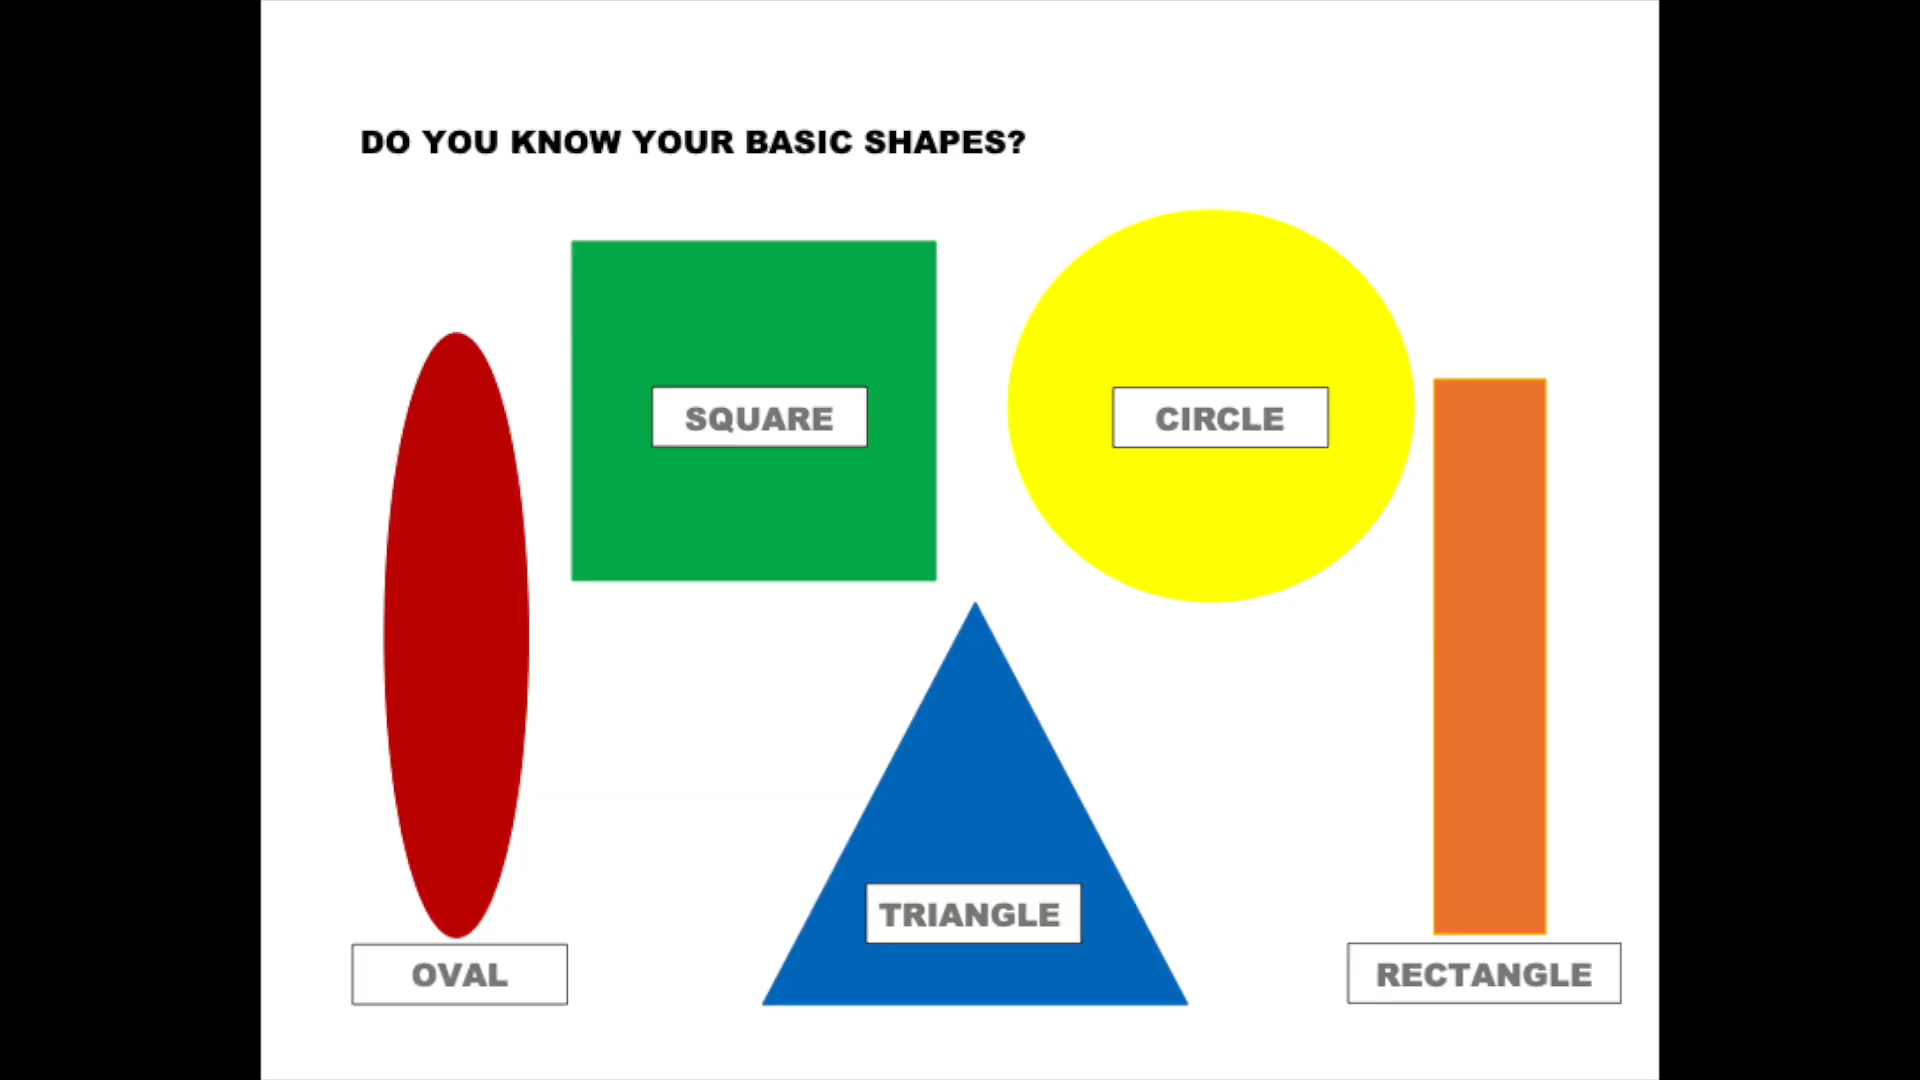 DO YOU KNOW YOUR BASIC SHAPES?
SQUARE
CIRCLE
TRIANGLE
OVAL
RECTANGLE